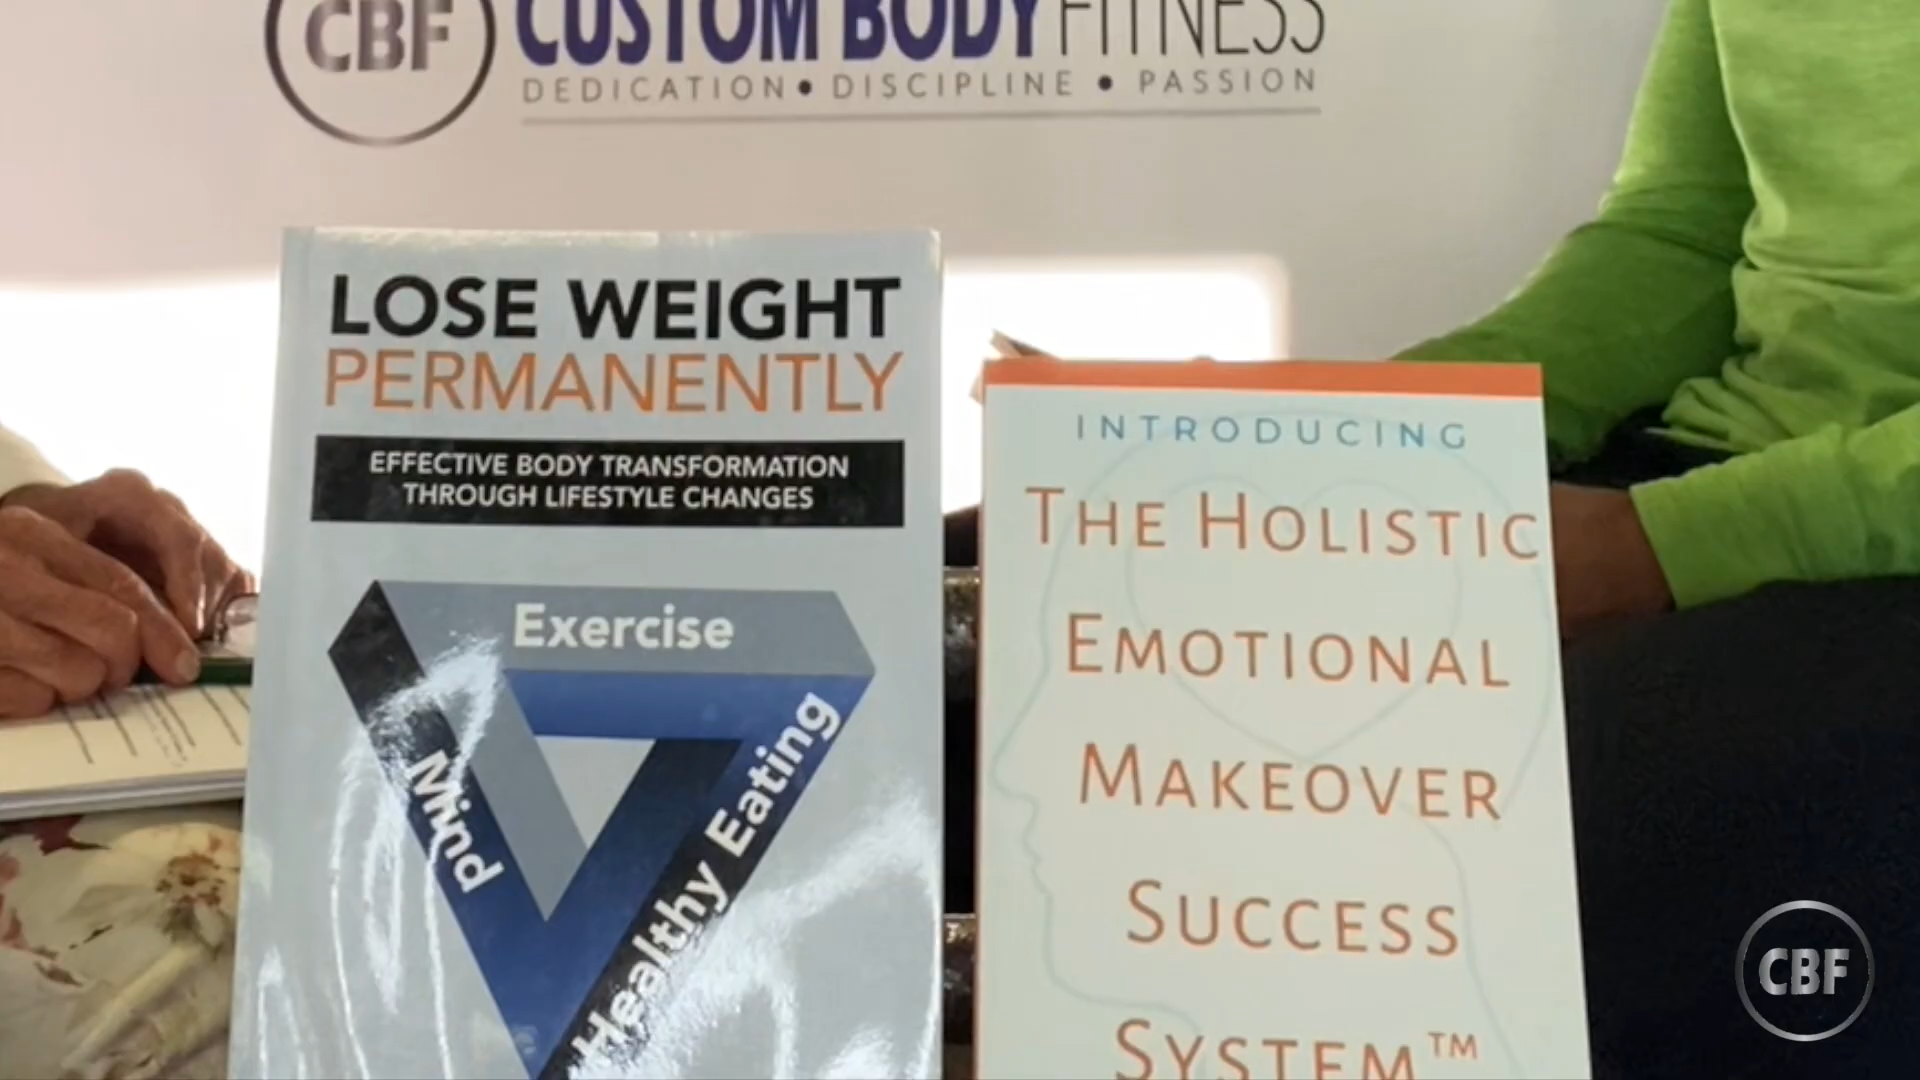 CBF
CUSTOM BODY FITNESS
DEDICATION • DISCIPLINE • PASSION
LOSE WEIGHT
PERMANENTLY
EFFECTIVE BODY TRANSFORMATION
THROUGH LIFESTYLE CHANGES
Exercise
Mind
Healthy Eating
INTRODUCING
THE HOLISTIC
EMOTIONAL
MAKEOVER
SUCCESS
SYSTEM™
CBF